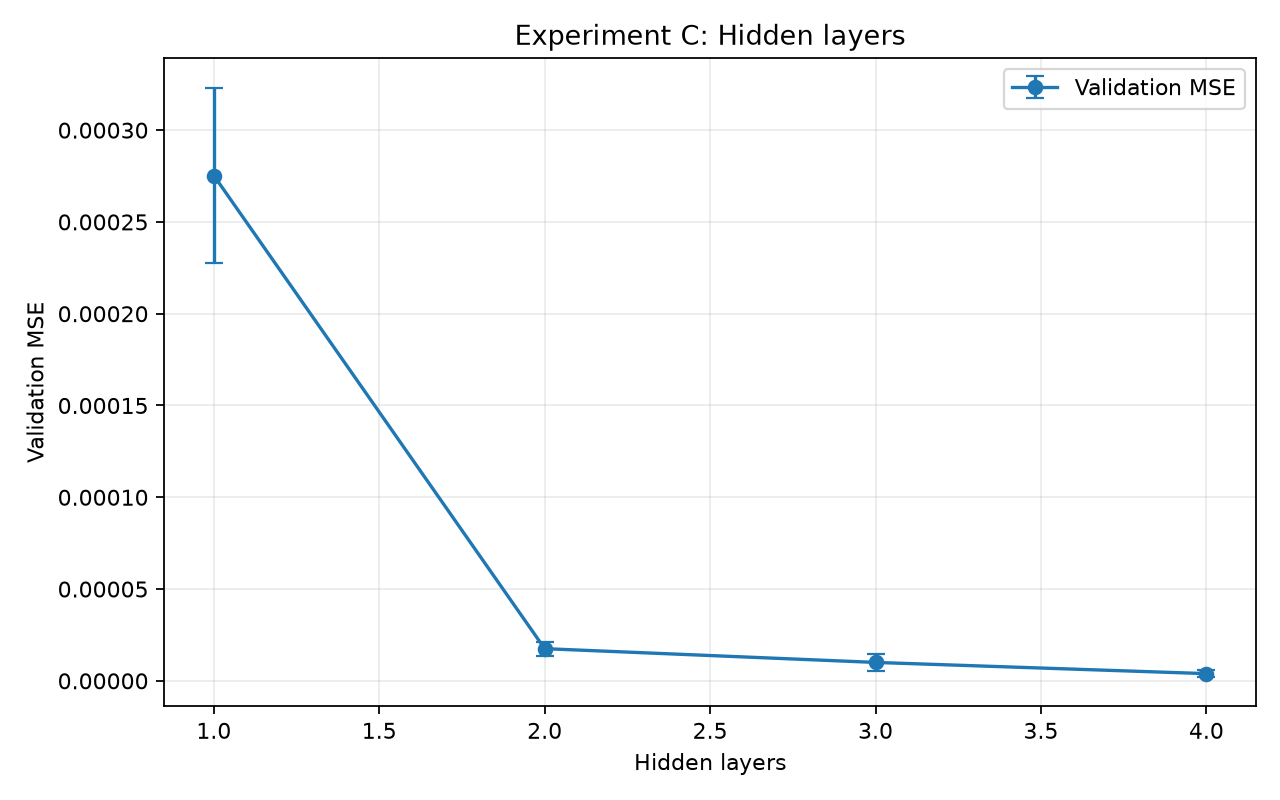 Experiment C: Hidden layers
Validation MSE
0.00030
0.00025
0.00020
0.00015
0.00010
0.00005
0.00000
Validation MSE
1.0 1.5 2.0 2.5 3.0 3.5 4.0
Hidden layers